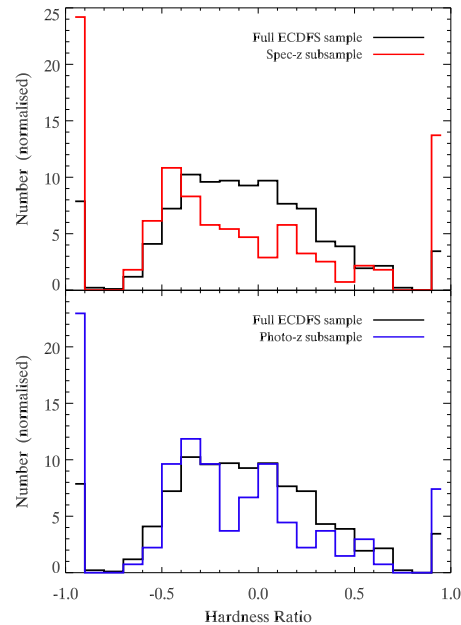 25
20
15
10
5
0
Number (normalised)
Full ECDFS sample
Spec-z subsample
20
15
10
5
0
Number (normalised)
Full ECDFS sample
Photo-z subsample
-1.0 -0.5 0.0 0.5 1.0
Hardness Ratio